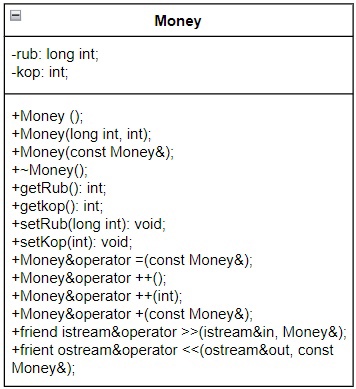 Money
-rub: long int;
-kop: int;
+Money ();
+Money(long int, int);
+Money(const Money&);
+~Money();
+getRub(): int;
+getkop(): int;
+setRub(long int): void;
+setKop(int): void;
+Money&operator =(const Money&);
+Money&operator ++();
+Money&operator ++(int);
+Money&operator +(const Money&);
+friend istream&operator >>(istream&in, Money&);
+frient ostream&operator <<(ostream&out, const
Money&);